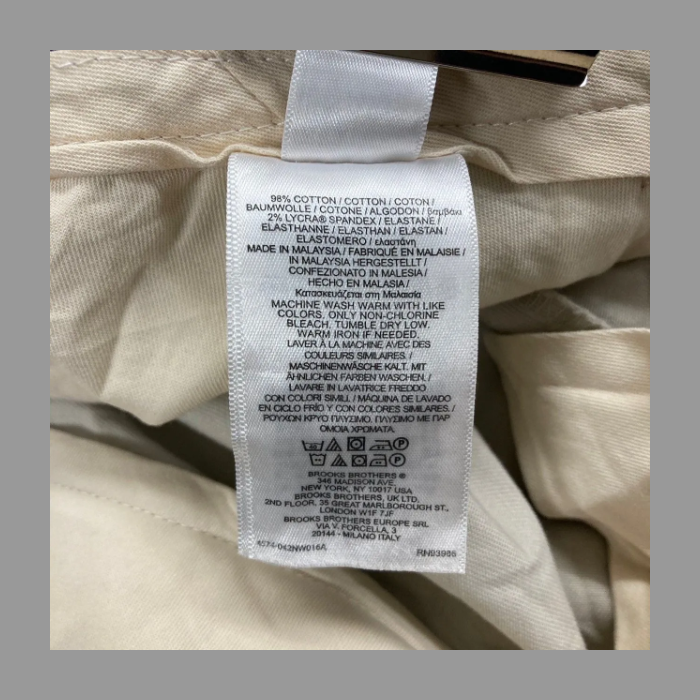 98% COTTON / COTTON / COTON /
BAUMWOLLE / COTONE / ALGODON / βαμβάκι
2% LYCRA® SPANDEX / ELASTANE /
ELASTHANNE / ELASTHAN / ELASTAN /
ELASTOMERO / ελαστάνη
MADE IN MALAYSIA / FABRIQUÉ EN MALAISIE /
IN MALAYSIA HERGESTELLT /
CONFEZIONATO IN MALESIA /
HECHO EN MALASIA /
Κατασκευάζεται στη Μαλαισία
MACHINE WASH WARM WITH LIKE
COLORS. ONLY NON-CHLORINE
BLEACH. TUMBLE DRY LOW.
WARM IRON IF NEEDED.
LAVER À LA MACHINE AVEC DES
COULEURS SIMILAIRES. /
MASCHINENWÄSCHE KALT. MIT
ÄHNLICHEN FARBEN WASCHEN. /
LAVARE IN LAVATRICE FREDDO
CON COLORI SIMILI. / MÁQUINA DE LAVADO
EN CICLO FRÍO Y CON COLORES SIMILARES. /
ΡΟΥΧΩΝ ΚΡΥΟ ΠΛΥΣΙΜΟ. ΠΛΥΣΙΜΟ ΜΕ ΠΑΡ
ΟΜΟΙΑ ΧΡΩΜΑΤΑ.
BROOKS BROTHERS ®
346 MADISON AVE.
NEW YORK, NY 10017 USA
BROOKS BROTHERS, UK LTD.
2ND FLOOR, 35 GREAT MARLBOROUGH ST.,
LONDON W1F 7JF
BROOKS BROTHERS EUROPE SRL
VIA V. FORCELLA, 3
20144 - MILANO ITALY
RN93986